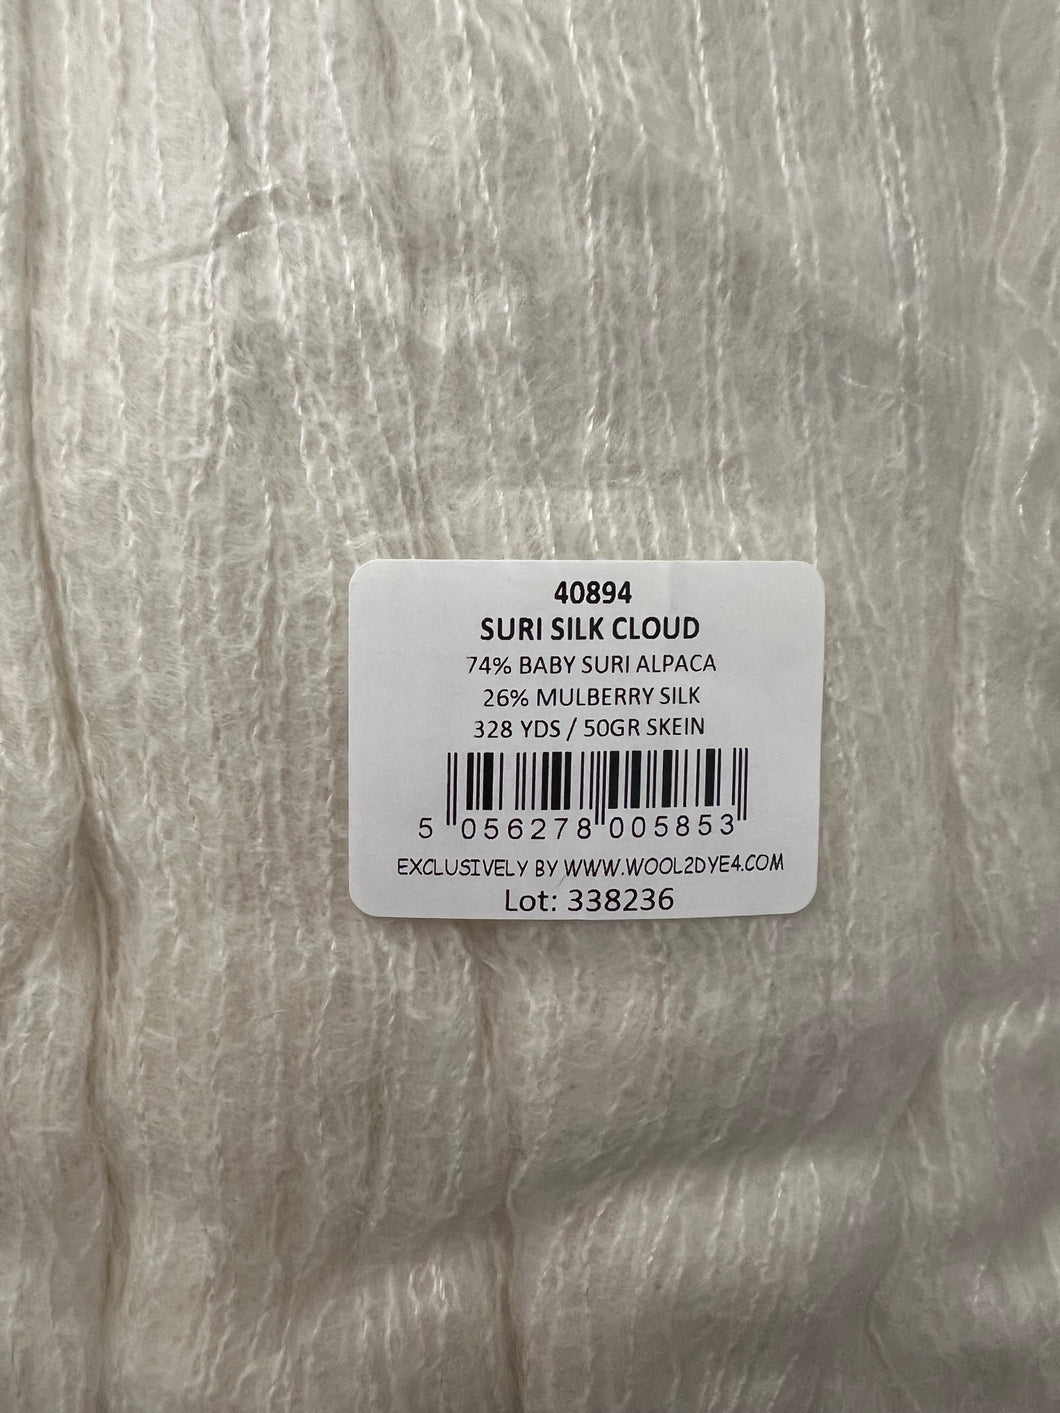 40894
SURI SILK CLOUD
74% BABY SURI ALPACA
26% MULBERRY SILK
328 YDS / 50GR SKEIN
5 056278 005853
EXCLUSIVELY BY WWW.WOOL2DYE4.COM
Lot: 338236